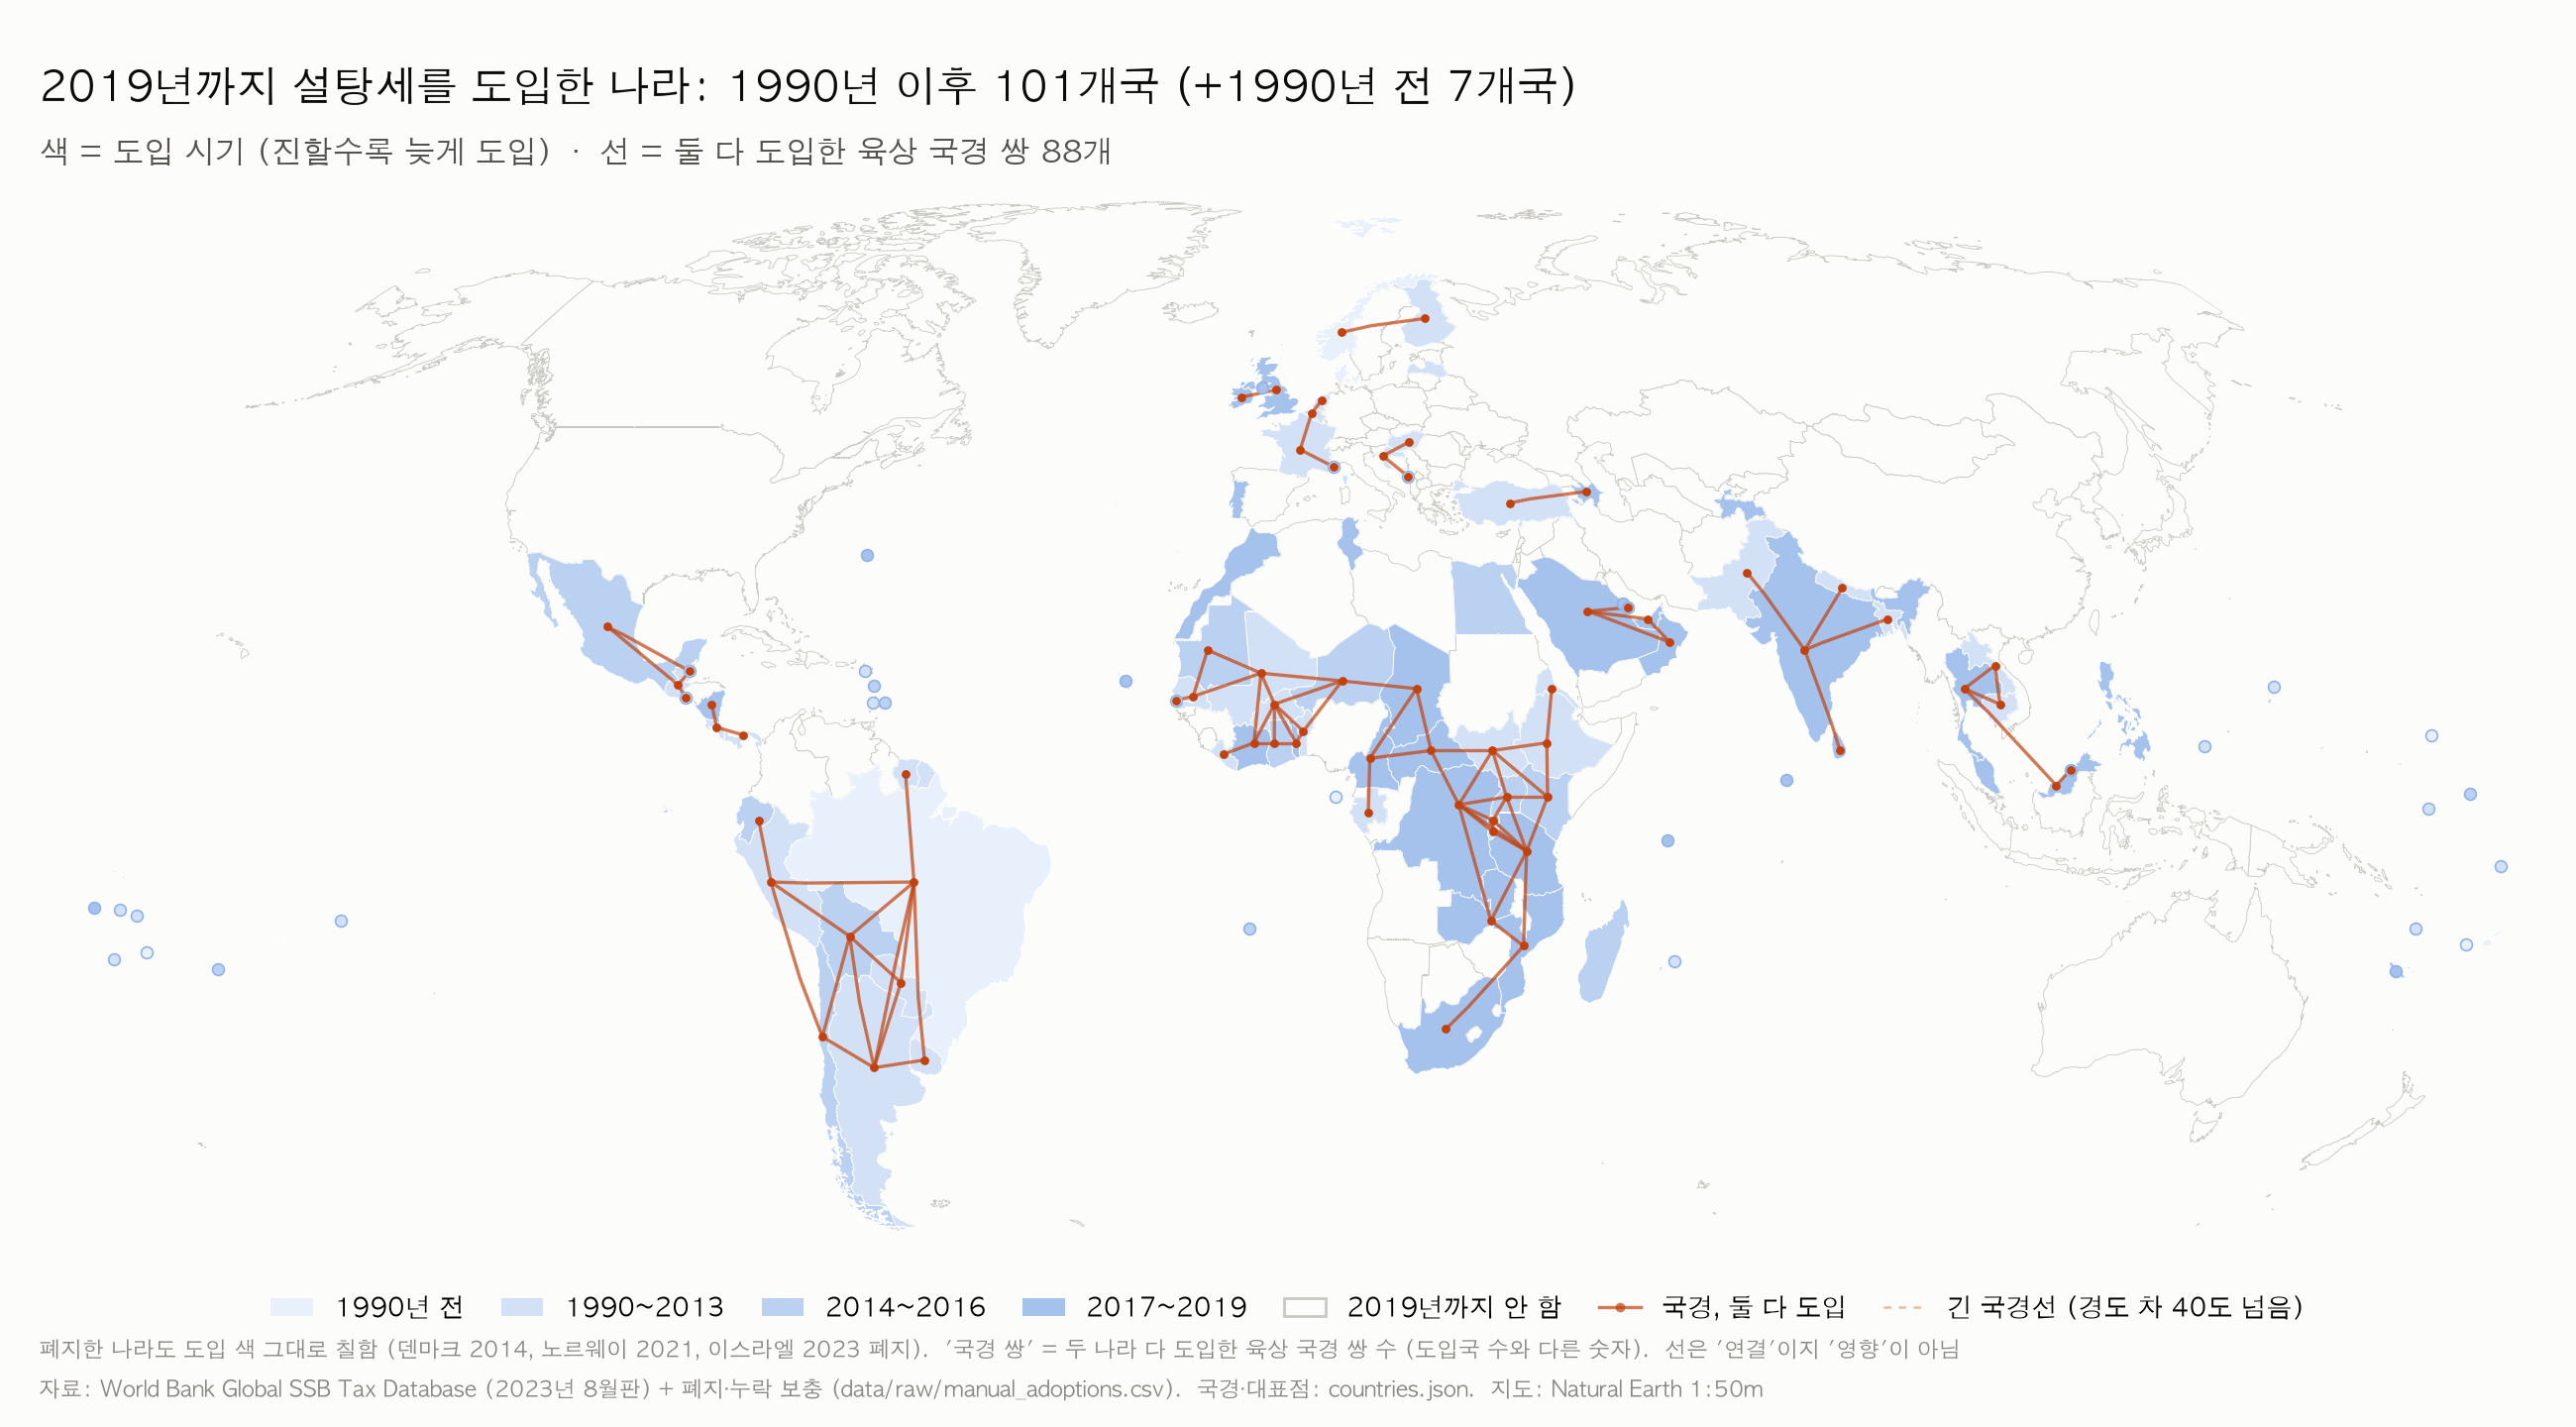 2019년까지 설탕세를 도입한 나라: 1990년 이후 101개국 (+1990년 전 7개국)
색 = 도입 시기 (진할수록 늦게 도입) · 선 = 둘 다 도입한 육상 국경 쌍 88개
1990년 전 1990~2013 2014~2016 2017~2019 2019년까지 안 함 국경, 둘 다 도입 긴 국경선 (경도 차 40도 넘음)
폐지한 나라도 도입 색 그대로 칠함 (덴마크 2014, 노르웨이 2021, 이스라엘 2023 폐지). '국경 쌍' = 두 나라 다 도입한 육상 국경 쌍 수 (도입국 수와 다른 숫자). 선은 '연결'이지 '영향'이 아님
자료: World Bank Global SSB Tax Database (2023년 8월판) + 폐지·누락 보충 (data/raw/manual_adoptions.csv). 국경·대표점: countries.json. 지도: Natural Earth 1:50m